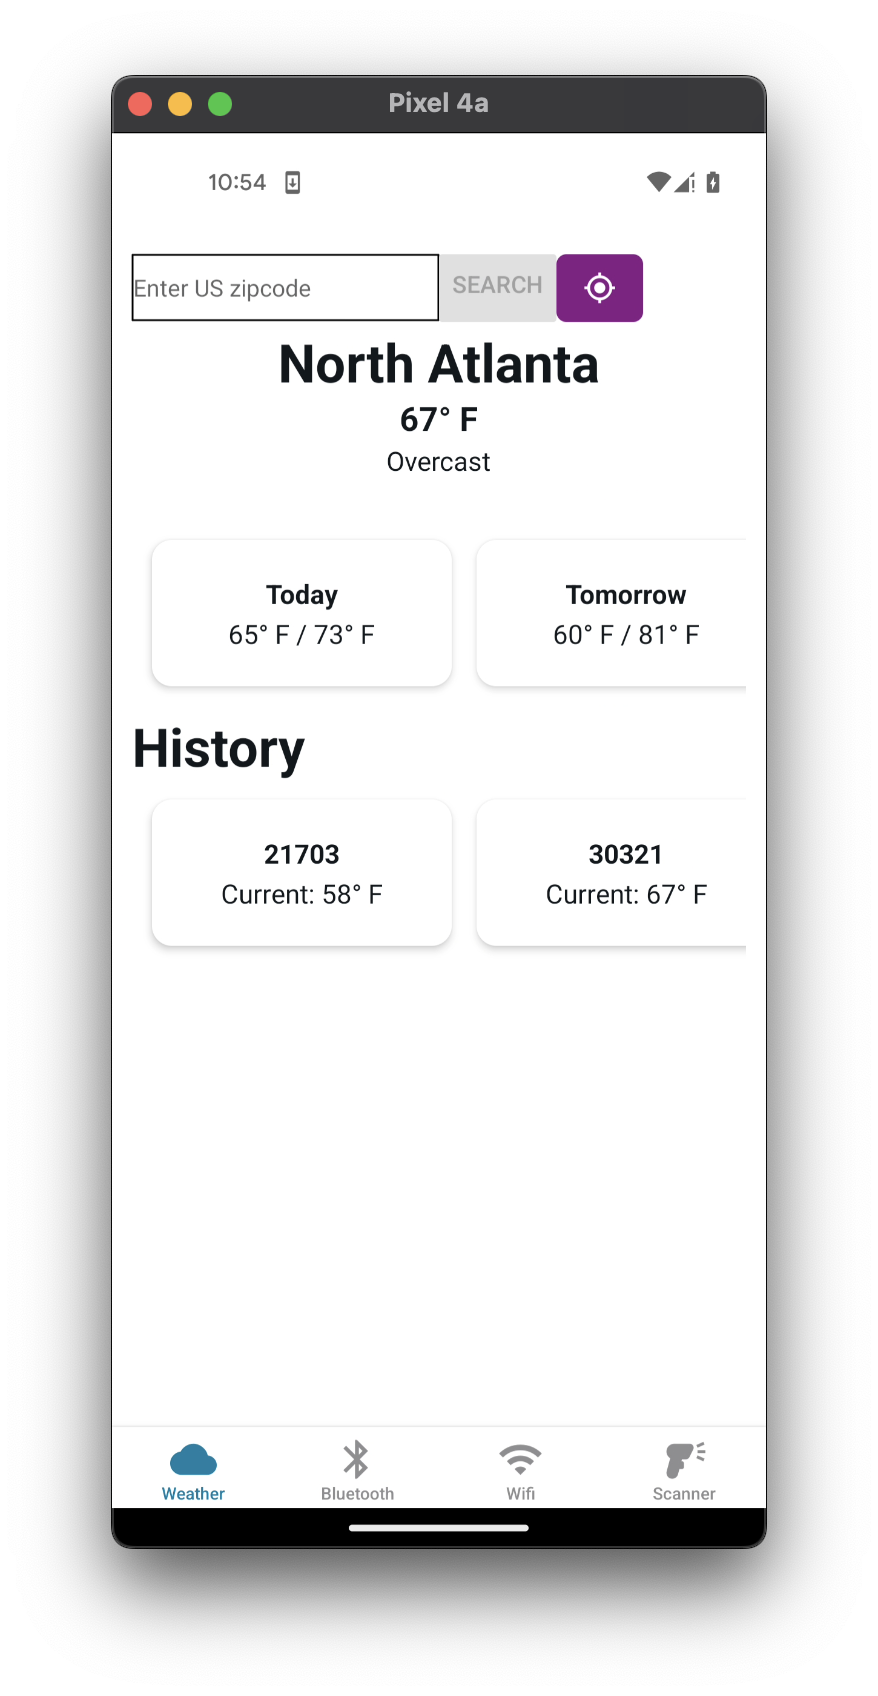 Pixel 4a
10:54
Enter US zipcode
SEARCH
North Atlanta
67° F
Overcast
Today
65° F / 73° F
Tomorrow
60° F / 81° F
History
21703
Current: 58° F
30321
Current: 67° F
Weather
Bluetooth
Wifi
Scanner